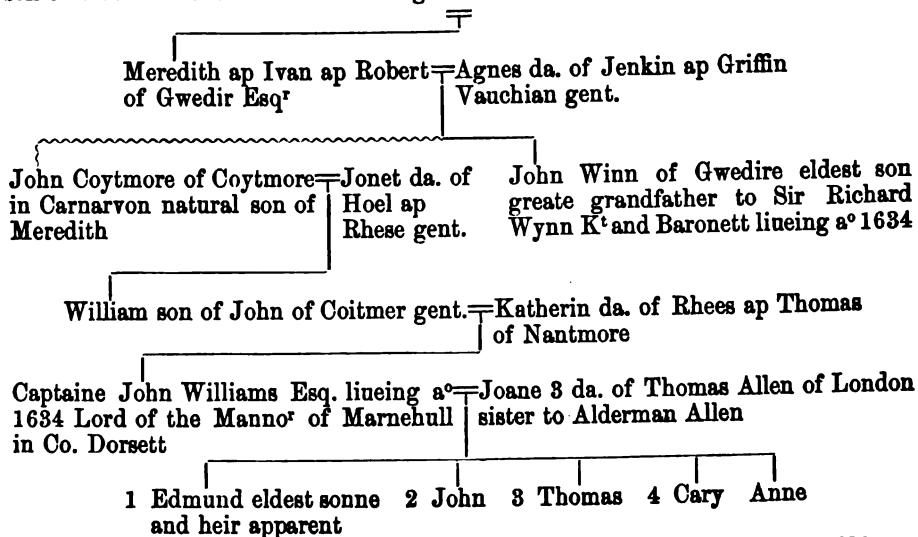 Meredith ap Ivan ap Robert
of Gwedir Esqʳ
Agnes da. of Jenkin ap Griffin
Vauchian gent.
John Coytmore of Coytmore
in Carnarvon natural son of
Meredith
Jonet da. of
Hoel ap
Rhese gent.
John Winn of Gwedire eldest son
greate grandfather to Sir Richard
Wynn Kᵗ and Baronett liueing aᵒ 1634
William son of John of Coitmer gent.
Katherin da. of Rhees ap Thomas
of Nantmore
Captaine John Williams Esq. liueing aᵒ
1634 Lord of the Mannoʳ of Marnehull
in Co. Dorsett
Joane 3 da. of Thomas Allen of London
sister to Alderman Allen
1 Edmund eldest sonne
and heir apparent
2 John
3 Thomas
4 Cary
Anne